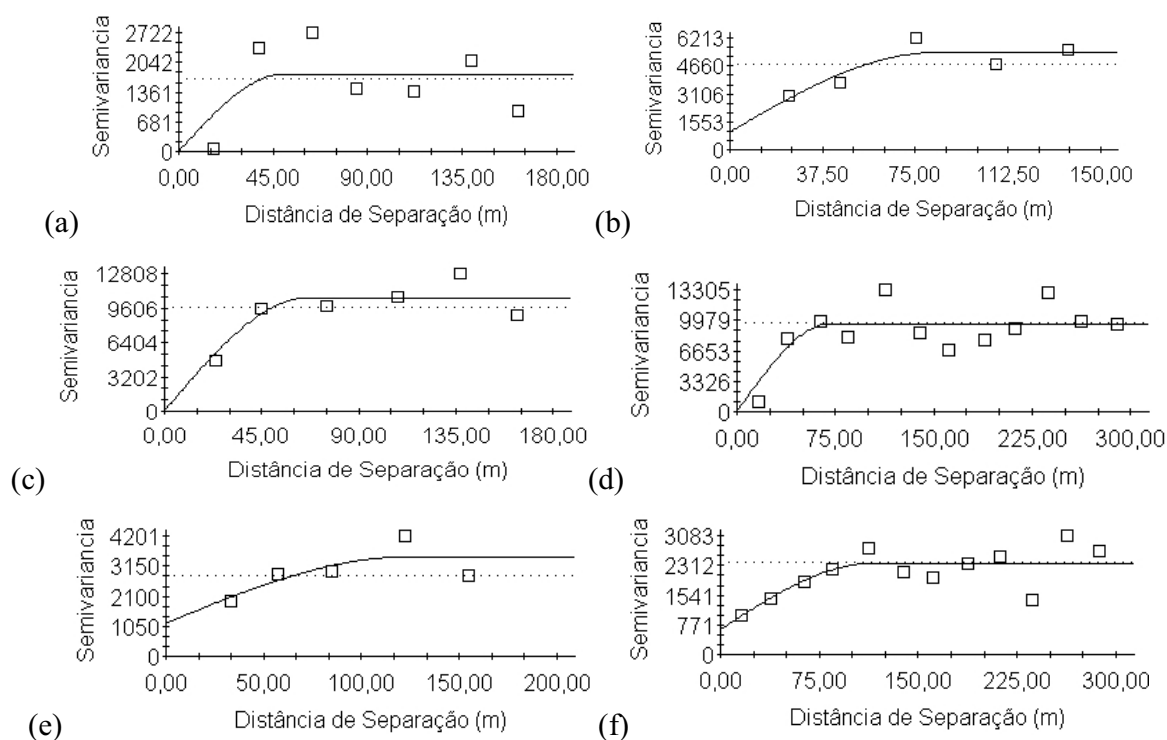 Semivariancia
2722
2042
1361
681
0
0,00 45,00 90,00 135,00 180,00
Distância de Separação (m)
(a)
Semivariancia
6213
4660
3106
1553
0
0,00 37,50 75,00 112,50 150,00
Distância de Separação (m)
(b)
Semivariancia
12808
9606
6404
3202
0
0,00 45,00 90,00 135,00 180,00
Distância de Separação (m)
(c)
Semivariancia
13305
9979
6653
3326
0
0,00 75,00 150,00 225,00 300,00
Distância de Separação (m)
(d)
Semivariancia
4201
3150
2100
1050
0
0,00 50,00 100,00 150,00 200,00
Distância de Separação (m)
(e)
Semivariancia
3083
2312
1541
771
0
0,00 75,00 150,00 225,00 300,00
Distância de Separação (m)
(f)